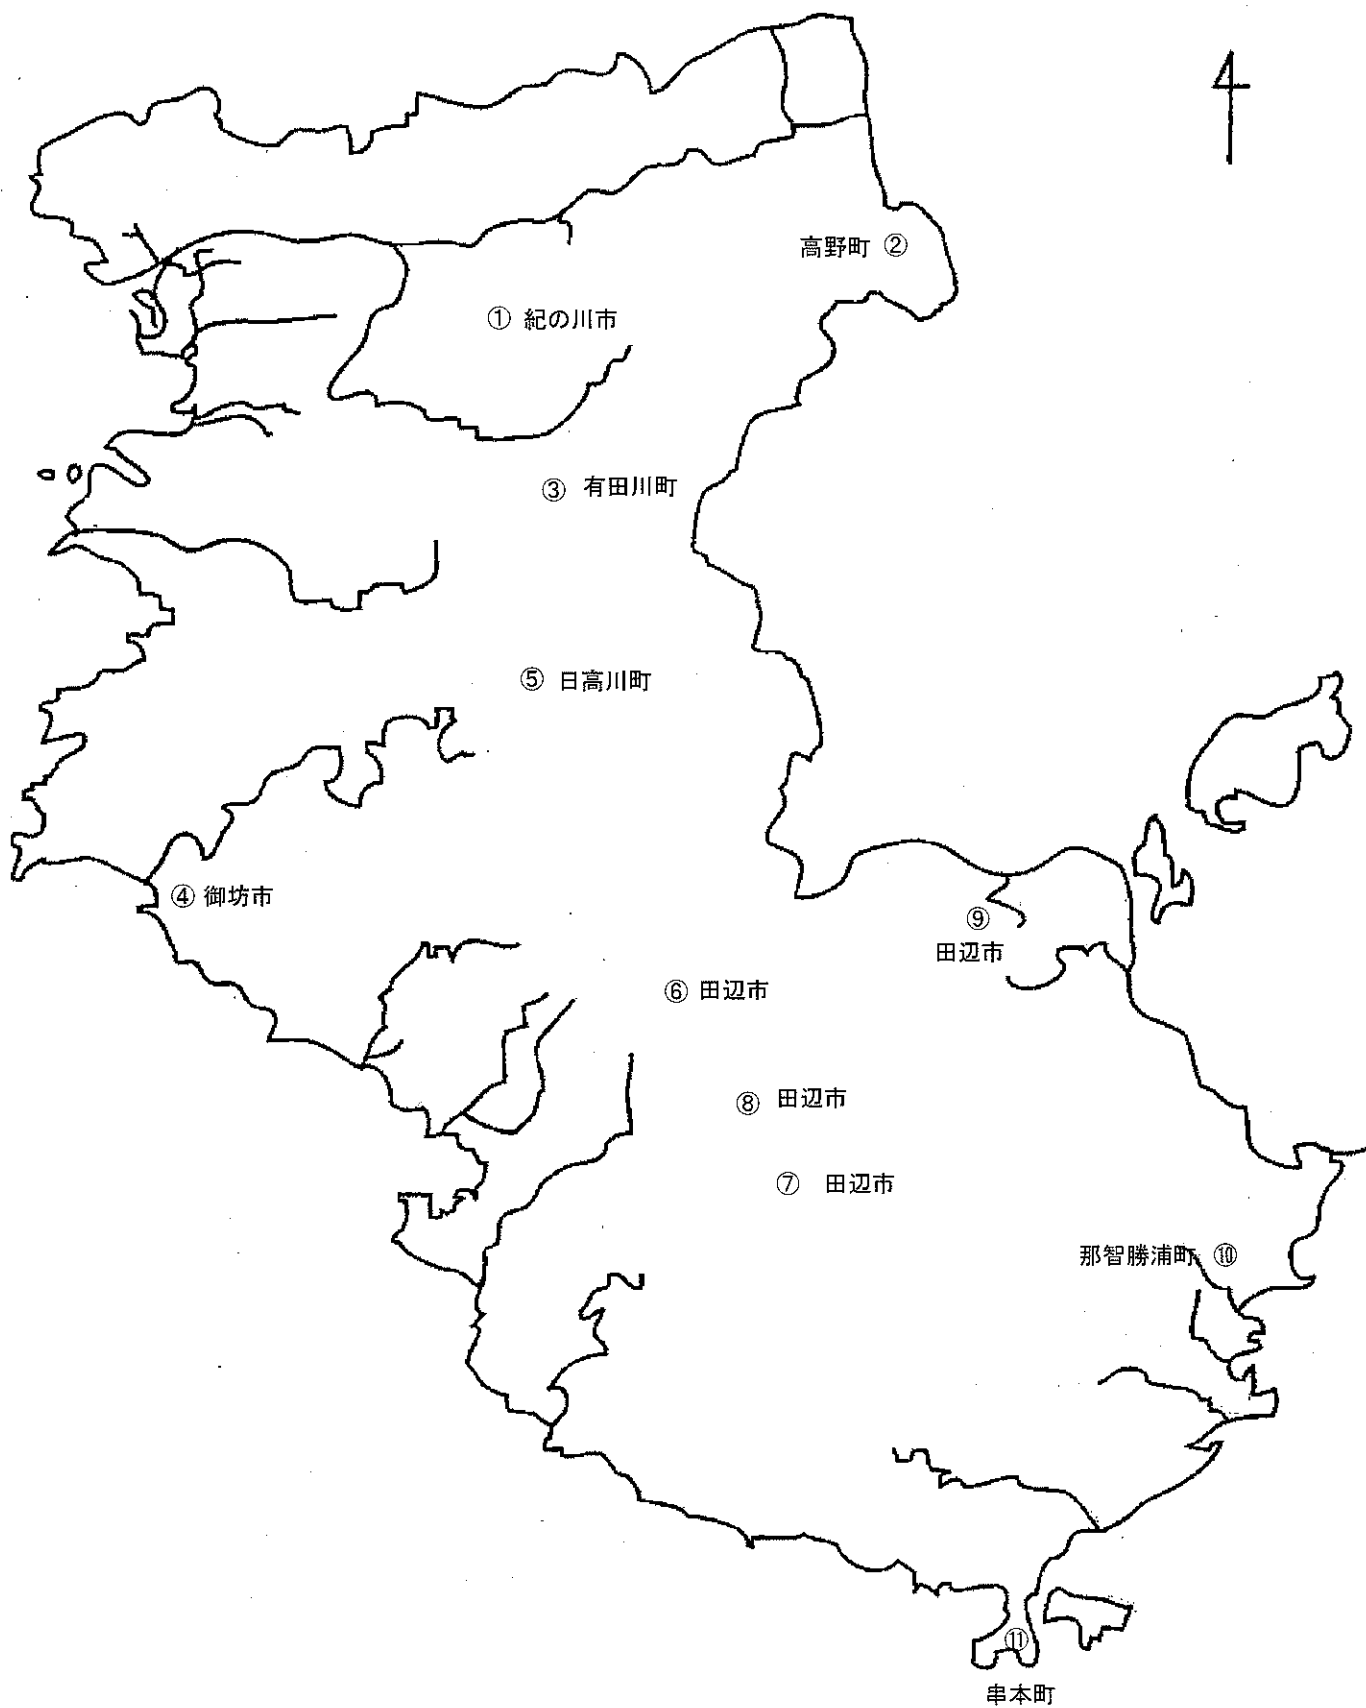 高野町 ②
① 紀の川市
③ 有田川町
⑤ 日高川町
④ 御坊市
⑨
田辺市
⑥ 田辺市
⑧ 田辺市
⑦ 田辺市
那智勝浦町 ⑩
⑪
串本町